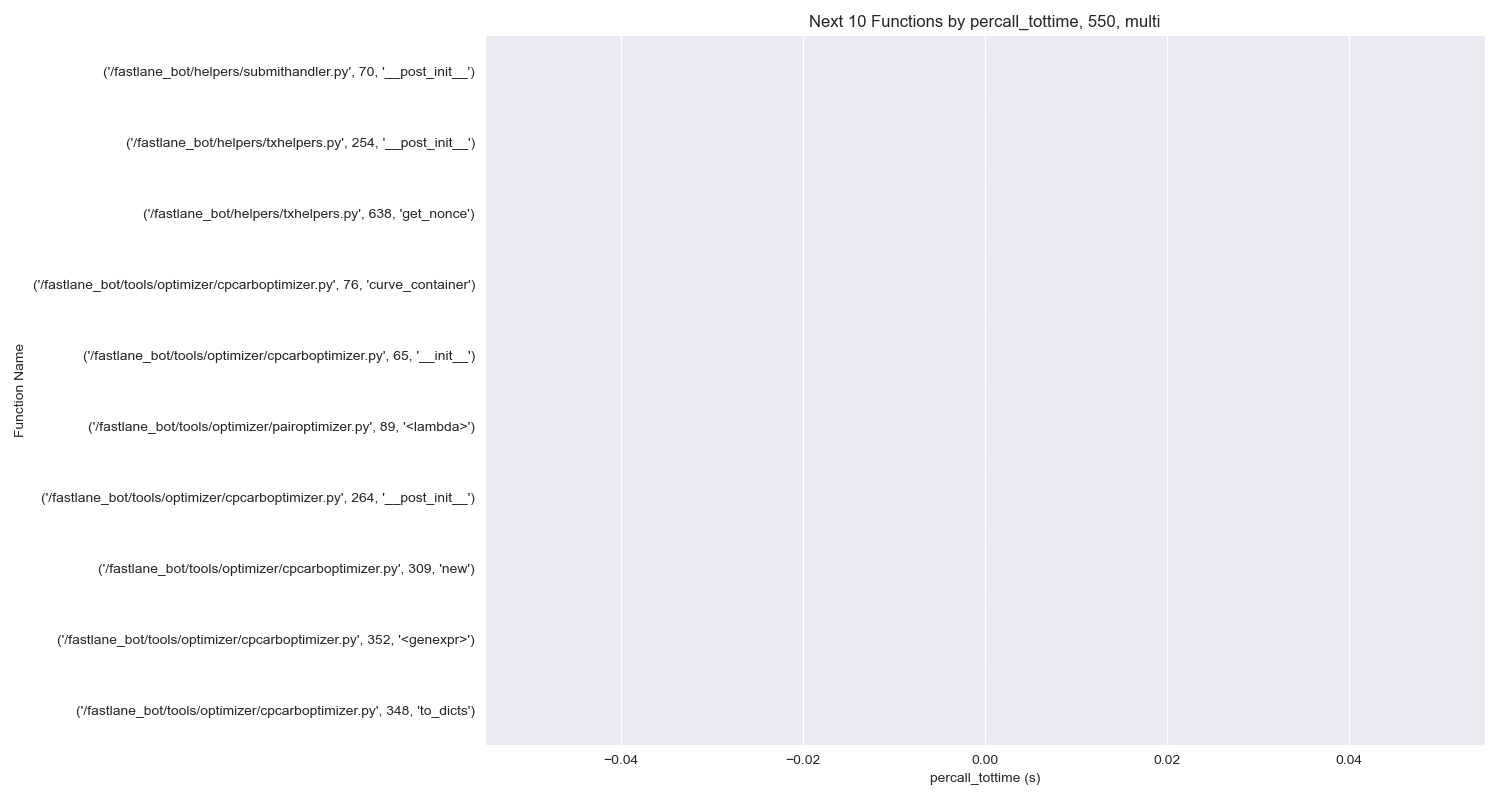 Next 10 Functions by percall_tottime, 550, multi
Function Name
('/fastlane_bot/helpers/submithandler.py', 70, '__post_init__')
('/fastlane_bot/helpers/txhelpers.py', 254, '__post_init__')
('/fastlane_bot/helpers/txhelpers.py', 638, 'get_nonce')
('/fastlane_bot/tools/optimizer/cpcarboptimizer.py', 76, 'curve_container')
('/fastlane_bot/tools/optimizer/cpcarboptimizer.py', 65, '__init__')
('/fastlane_bot/tools/optimizer/pairoptimizer.py', 89, '<lambda>')
('/fastlane_bot/tools/optimizer/cpcarboptimizer.py', 264, '__post_init__')
('/fastlane_bot/tools/optimizer/cpcarboptimizer.py', 309, 'new')
('/fastlane_bot/tools/optimizer/cpcarboptimizer.py', 352, '<genexpr>')
('/fastlane_bot/tools/optimizer/cpcarboptimizer.py', 348, 'to_dicts')
−0.04 −0.02 0.00 0.02 0.04
percall_tottime (s)